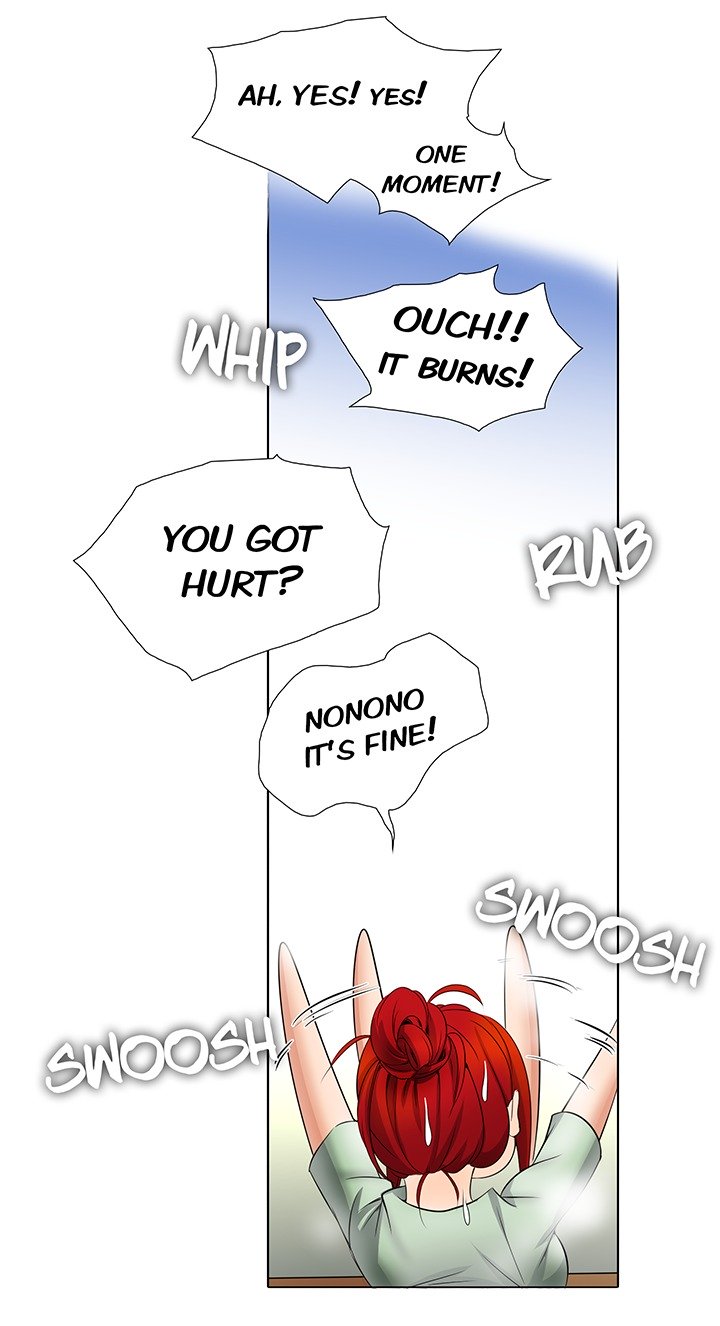 AH, YES! YES!
ONE
MOMENT!
OUCH!!
IT BURNS!
WHIP
YOU GOT
HURT?
RUB
NONONO
IT'S FINE!
SWOOSH
SWOOSH